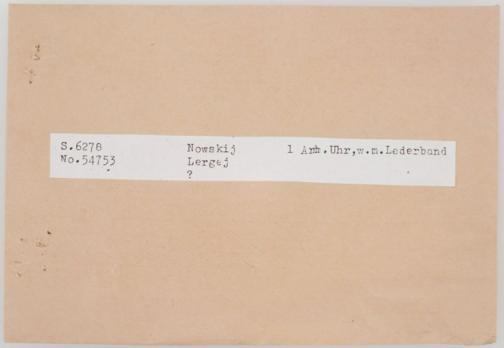 S.6278 Nowskij 1 Arm.Uhr,w.m.Lederband
No.54753 Lergej
?